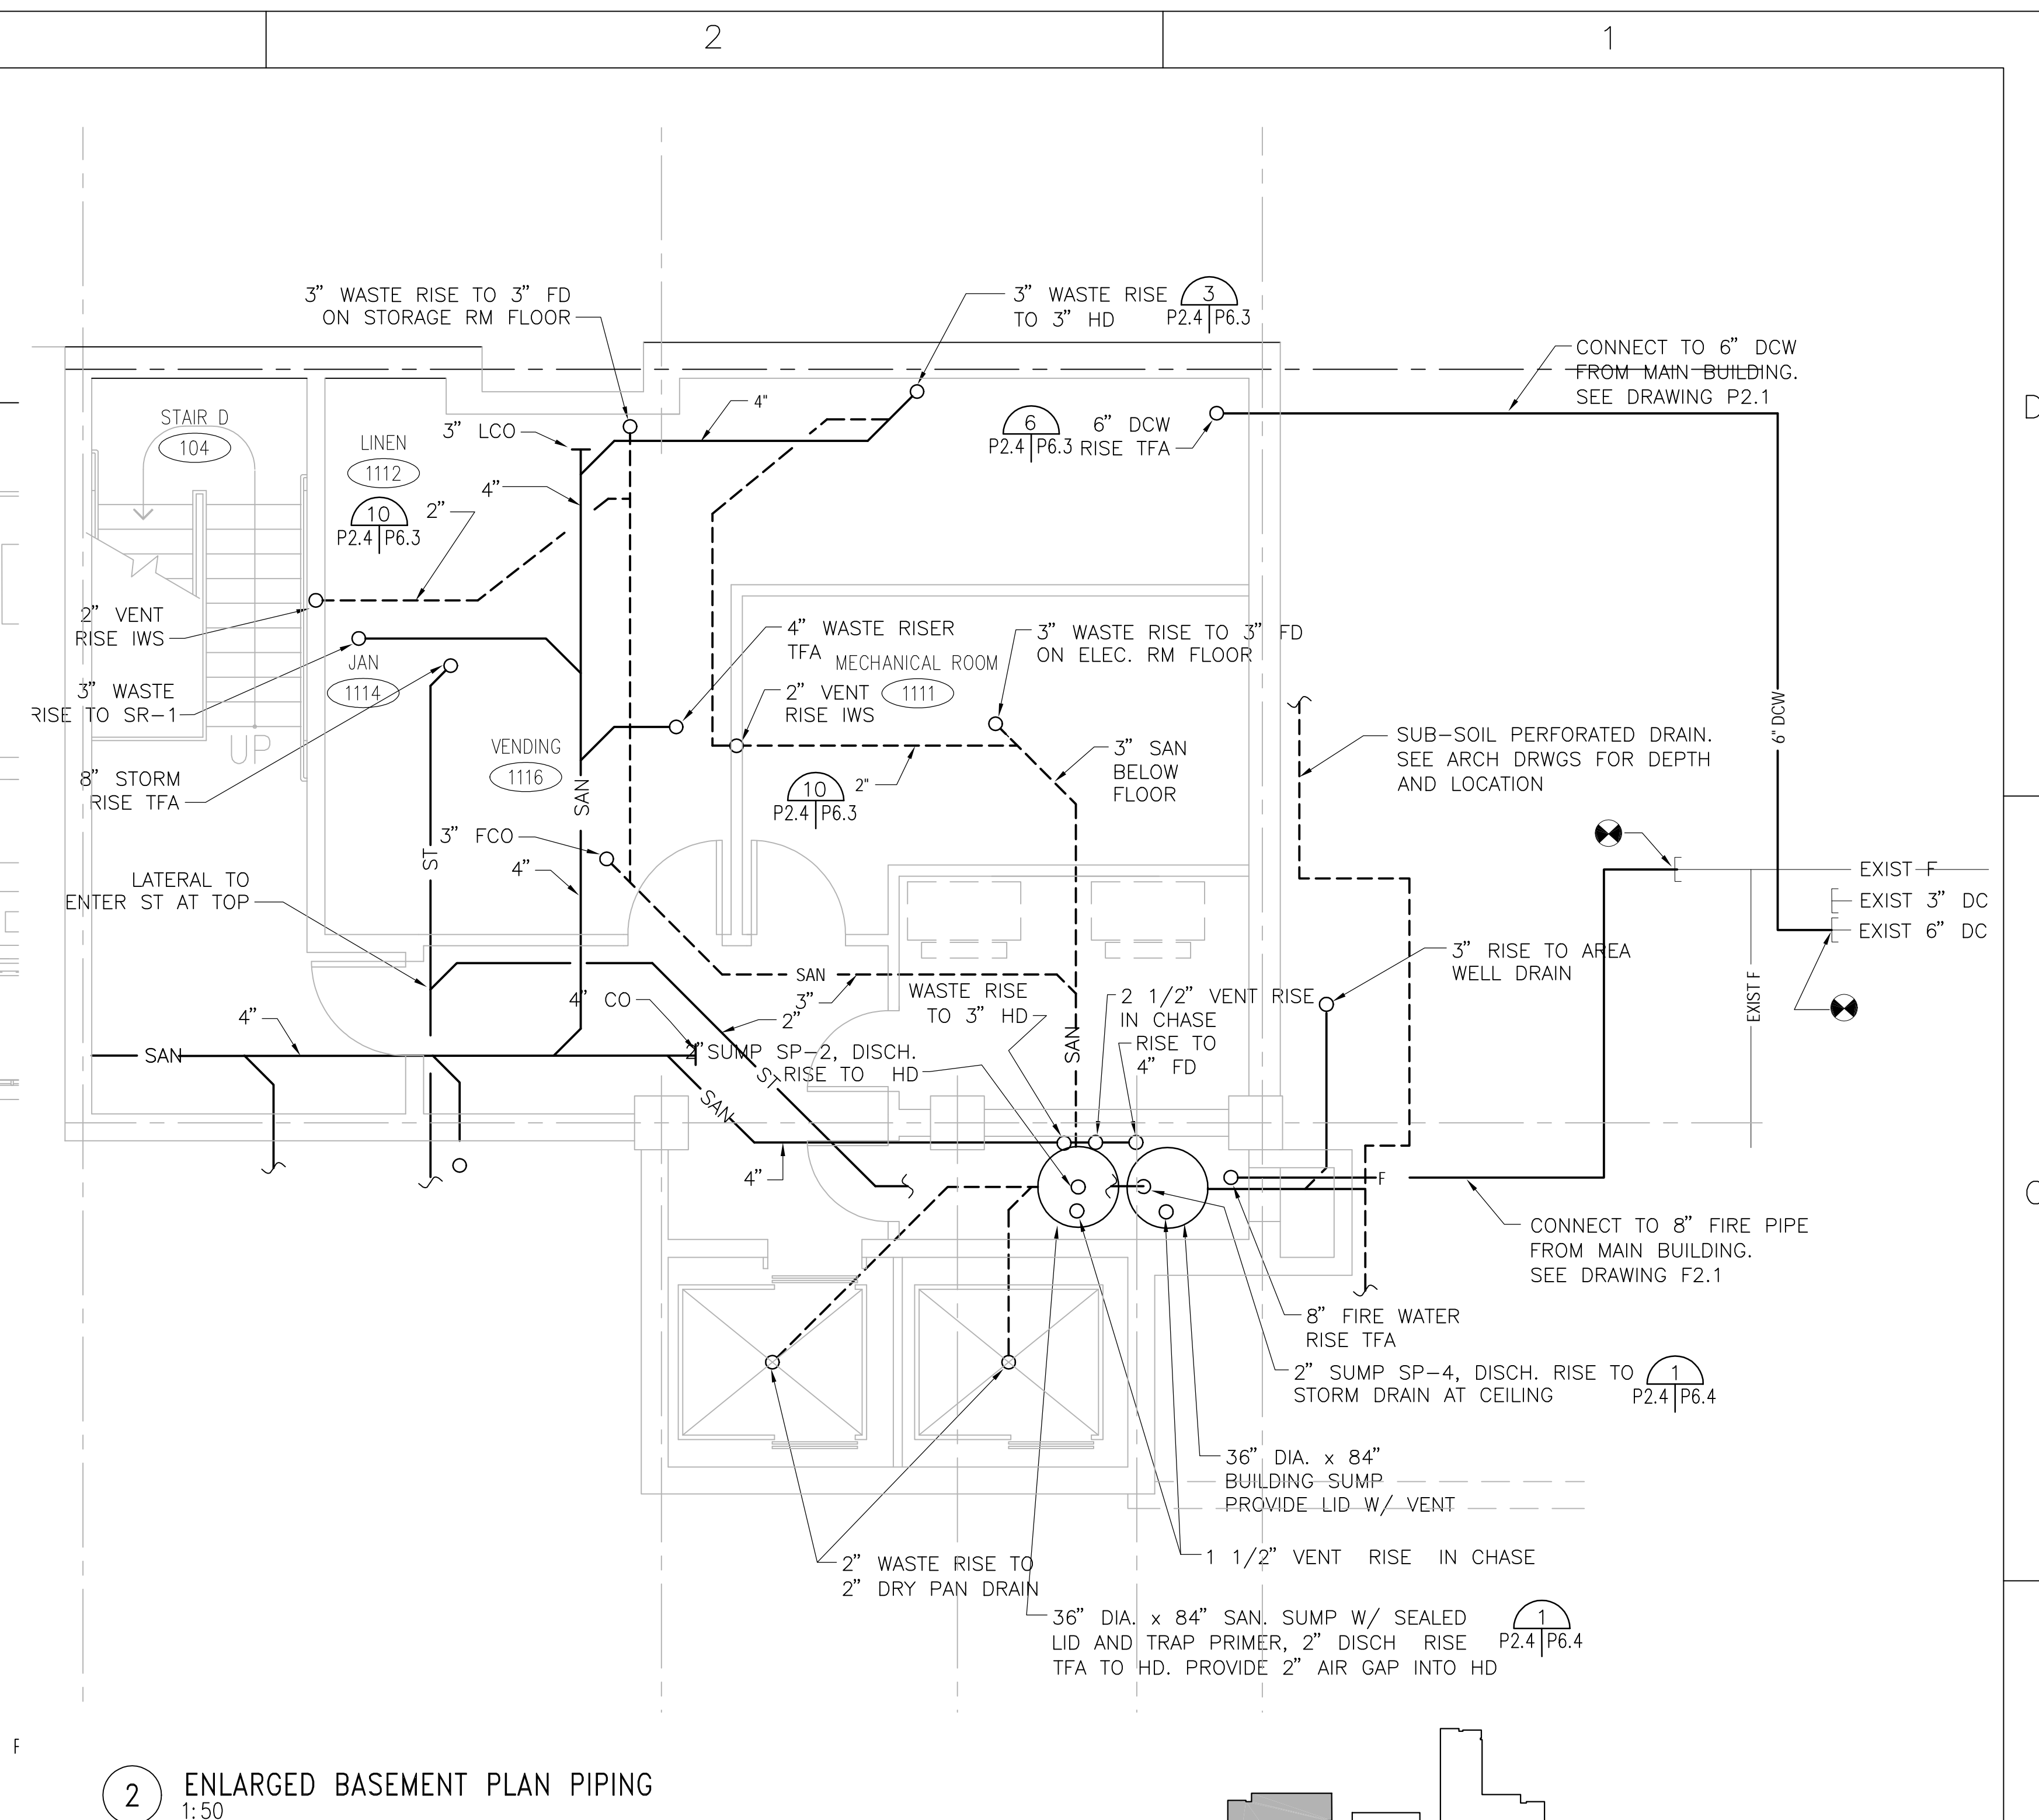 2
1
3" WASTE RISE TO 3" FD
ON STORAGE RM FLOOR
3" WASTE RISE
TO 3" HD
3
P2.4 P6.3
CONNECT TO 6" DCW
FROM MAIN BUILDING.
SEE DRAWING P2.1
D
STAIR D
104
LINEN
1112
3" LCO
4"
6
P2.4 P6.3
6" DCW
RISE TFA
4"
10
P2.4 P6.3
2"
2" VENT
RISE IWS
4" WASTE RISER
TFA
3" WASTE RISE TO 3" FD
ON ELEC. RM FLOOR
JAN
1114
MECHANICAL ROOM
1111
3" WASTE
RISE TO SR-1
2" VENT
RISE IWS
6" DCW
UP
VENDING
1116
SAN
3" SAN
BELOW
FLOOR
SUB-SOIL PERFORATED DRAIN.
SEE ARCH DRWGS FOR DEPTH
AND LOCATION
8" STORM
RISE TFA
10
P2.4 P6.3
2"
3" FCO
ST
4"
LATERAL TO
ENTER ST AT TOP
EXIST F
EXIST 3" DC
EXIST 6" DC
EXIST F
3" RISE TO AREA
WELL DRAIN
SAN
3"
4" CO
2"
WASTE RISE
TO 3" HD
2 1/2" VENT RISE
IN CHASE
RISE TO
4" FD
4"
SAN
SAN
2" SUMP SP-2, DISCH.
RISE TO HD
ST
SAN
4"
F
C
CONNECT TO 8" FIRE PIPE
FROM MAIN BUILDING.
SEE DRAWING F2.1
8" FIRE WATER
RISE TFA
2" SUMP SP-4, DISCH. RISE TO
STORM DRAIN AT CEILING
1
P2.4 P6.4
36" DIA. x 84"
BUILDING SUMP
PROVIDE LID W/ VENT
1 1/2" VENT RISE IN CHASE
2" WASTE RISE TO
2" DRY PAN DRAIN
36" DIA. x 84" SAN. SUMP W/ SEALED
LID AND TRAP PRIMER, 2" DISCH RISE
TFA TO HD. PROVIDE 2" AIR GAP INTO HD
1
P2.4 P6.4
F
2
ENLARGED BASEMENT PLAN PIPING
1:50